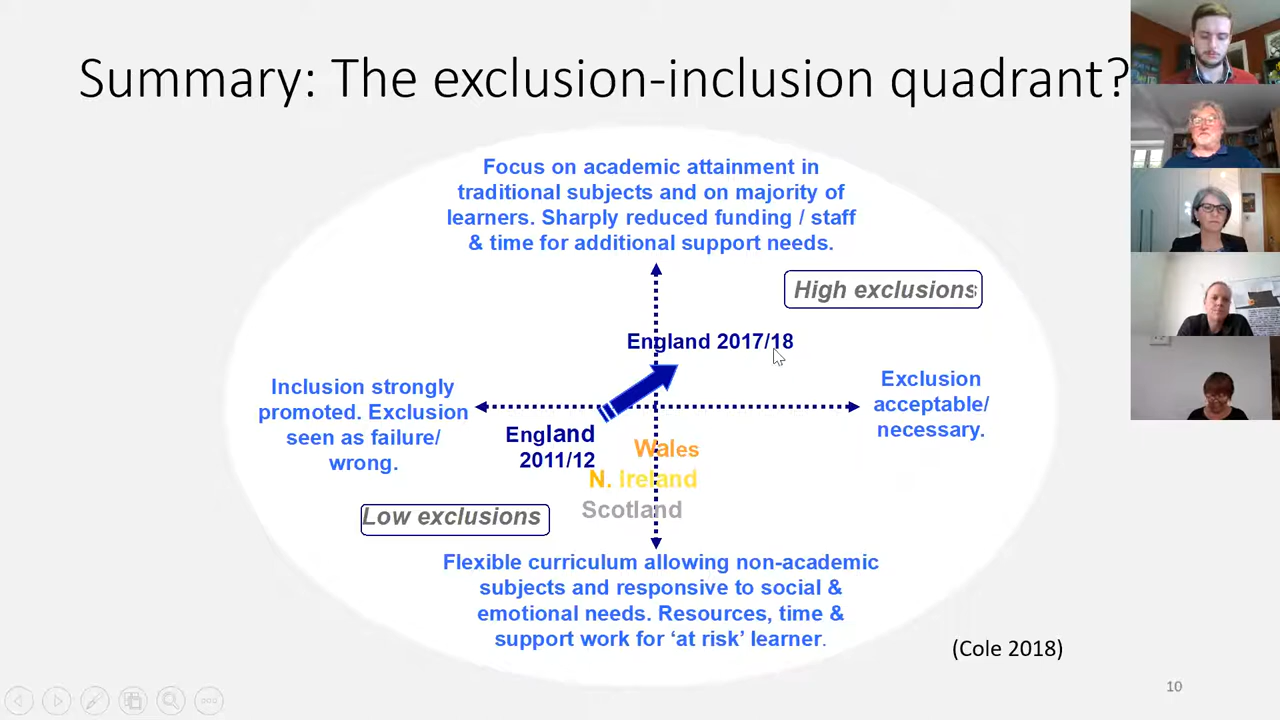 Summary: The exclusion-inclusion quadrant?
Focus on academic attainment in
traditional subjects and on majority of
learners. Sharply reduced funding / staff
& time for additional support needs.
High exclusions
England 2017/18
Inclusion strongly
promoted. Exclusion
seen as failure/
wrong.
Exclusion
acceptable/
necessary.
England
2011/12
Wales
N. Ireland
Scotland
Low exclusions
Flexible curriculum allowing non-academic
subjects and responsive to social &
emotional needs. Resources, time &
support work for ‘at risk’ learner.
(Cole 2018)
10